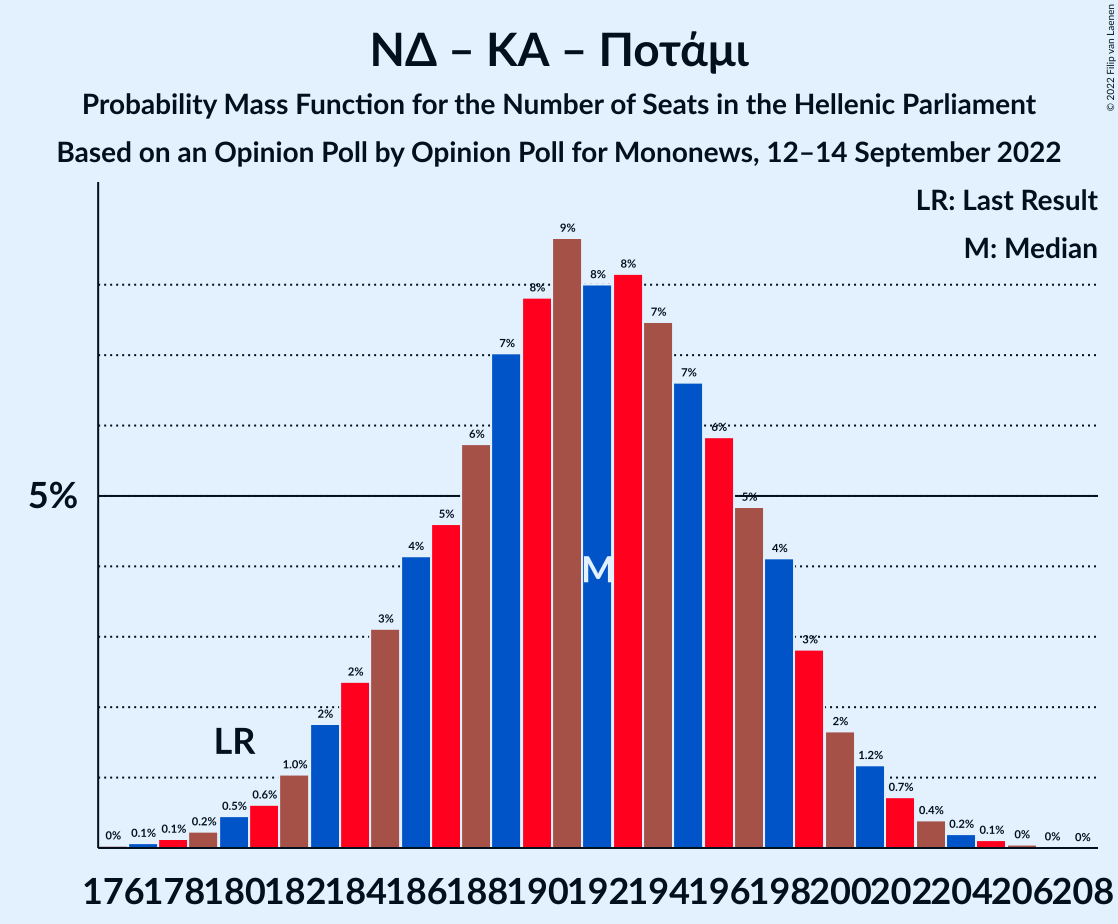 ΝΔ – ΚΑ – Ποτάμι
Probability Mass Function for the Number of Seats in the Hellenic Parliament
Based on an Opinion Poll by Opinion Poll for Mononews, 12–14 September 2022
© 2022 Filip van Laenen
LR: Last Result
M: Median
5%
0% 0.1% 0.1% 0.2% 0.5% 0.6% 1.0% 2% 2% 3% 4% 5% 6% 7% 8% 9% 8% 8% 7% 7% 6% 5% 4% 3% 2% 1.2% 0.7% 0.4% 0.2% 0.1% 0% 0% 0%
LR
M
176 178 180 182 184 186 188 190 192 194 196 198 200 202 204 206 208